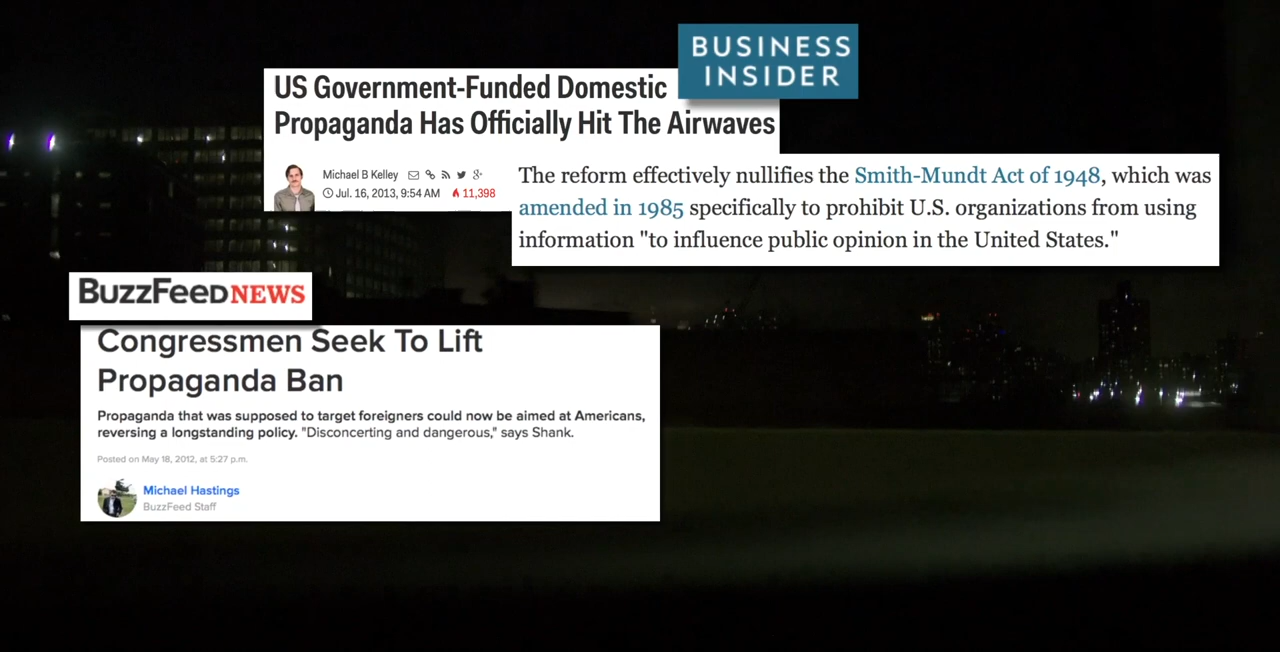 BUSINESS
INSIDER
US Government-Funded Domestic
Propaganda Has Officially Hit The Airwaves
Michael B Kelley
Jul. 16, 2013, 9:54 AM 11,398
The reform effectively nullifies the Smith-Mundt Act of 1948, which was
amended in 1985 specifically to prohibit U.S. organizations from using
information "to influence public opinion in the United States."
BUZZFEED NEWS
Congressmen Seek To Lift
Propaganda Ban
Propaganda that was supposed to target foreigners could now be aimed at Americans,
reversing a longstanding policy. "Disconcerting and dangerous," says Shank.
Posted on May 18, 2012, at 5:27 p.m.
Michael Hastings
BuzzFeed Staff